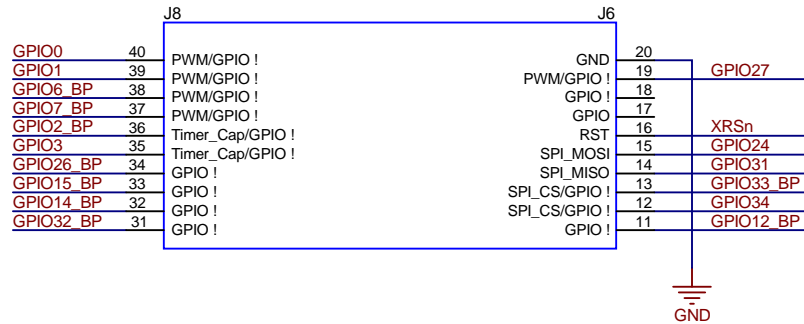 J8 J6
GPIO0 40 PWM/GPIO ! GND 20
GPIO1 39 PWM/GPIO ! PWM/GPIO ! 19 GPIO27
GPIO6_BP 38 PWM/GPIO ! GPIO ! 18
GPIO7_BP 37 PWM/GPIO ! GPIO 17
GPIO2_BP 36 Timer_Cap/GPIO ! RST 16 XRSn
GPIO3 35 Timer_Cap/GPIO ! SPI_MOSI 15 GPIO24
GPIO26_BP 34 GPIO ! SPI_MISO 14 GPIO31
GPIO15_BP 33 GPIO ! SPI_CS/GPIO ! 13 GPIO33_BP
GPIO14_BP 32 GPIO ! SPI_CS/GPIO ! 12 GPIO34
GPIO32_BP 31 GPIO ! GPIO ! 11 GPIO12_BP
GND